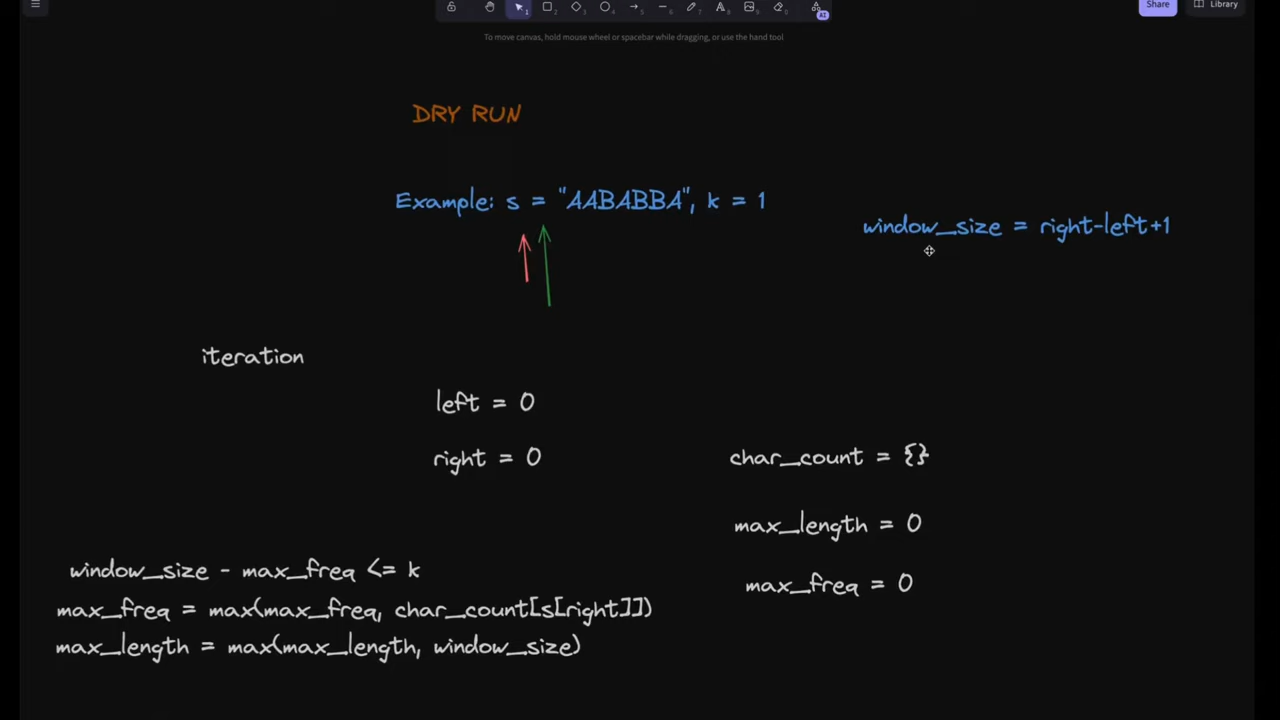 Share
Library
To move canvas, hold mouse wheel or spacebar while dragging, or use the hand tool
DRY RUN
Example: s = "AABABBA", k = 1
window_size = right-left+1
iteration
left = 0
right = 0
char_count = {}
max_length = 0
max_freq = 0
window_size - max_freq <= k
max_freq = max(max_freq, char_count[s[right]])
max_length = max(max_length, window_size)